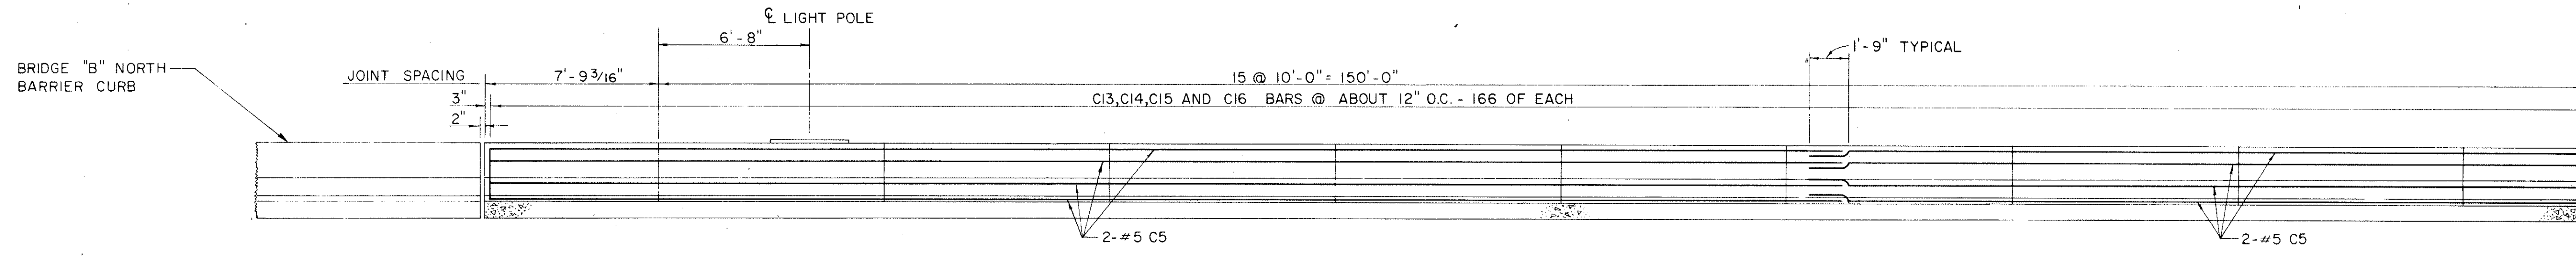 ℄ LIGHT POLE
6'-8"
1'-9" TYPICAL
BRIDGE "B" NORTH
BARRIER CURB
JOINT SPACING
7'-9 3/16"
15 @ 10'-0" = 150'-0"
3"
C13,C14,C15 AND C16 BARS @ ABOUT 12" O.C. - 166 OF EACH
2"
2-#5 C5
2-#5 C5